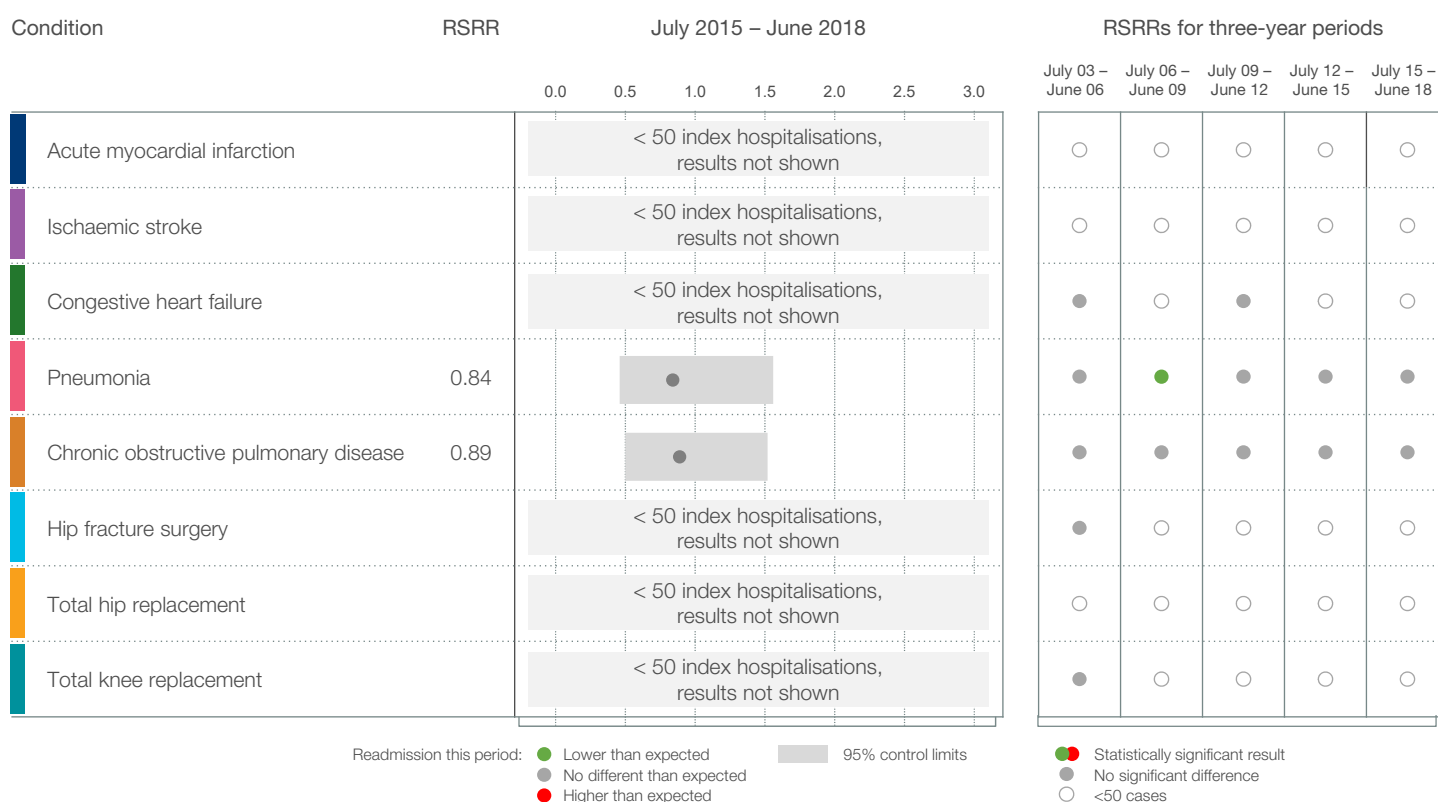 Condition
RSRR
July 2015 – June 2018
RSRRs for three-year periods
0.0 0.5 1.0 1.5 2.0 2.5 3.0
July 03 –
June 06
July 06 –
June 09
July 09 –
June 12
July 12 –
June 15
July 15 –
June 18
Acute myocardial infarction
< 50 index hospitalisations,
results not shown
Ischaemic stroke
< 50 index hospitalisations,
results not shown
Congestive heart failure
< 50 index hospitalisations,
results not shown
Pneumonia 0.84
Chronic obstructive pulmonary disease 0.89
Hip fracture surgery
< 50 index hospitalisations,
results not shown
Total hip replacement
< 50 index hospitalisations,
results not shown
Total knee replacement
< 50 index hospitalisations,
results not shown
Readmission this period:
Lower than expected
No different than expected
Higher than expected
95% control limits
Statistically significant result
No significant difference
<50 cases